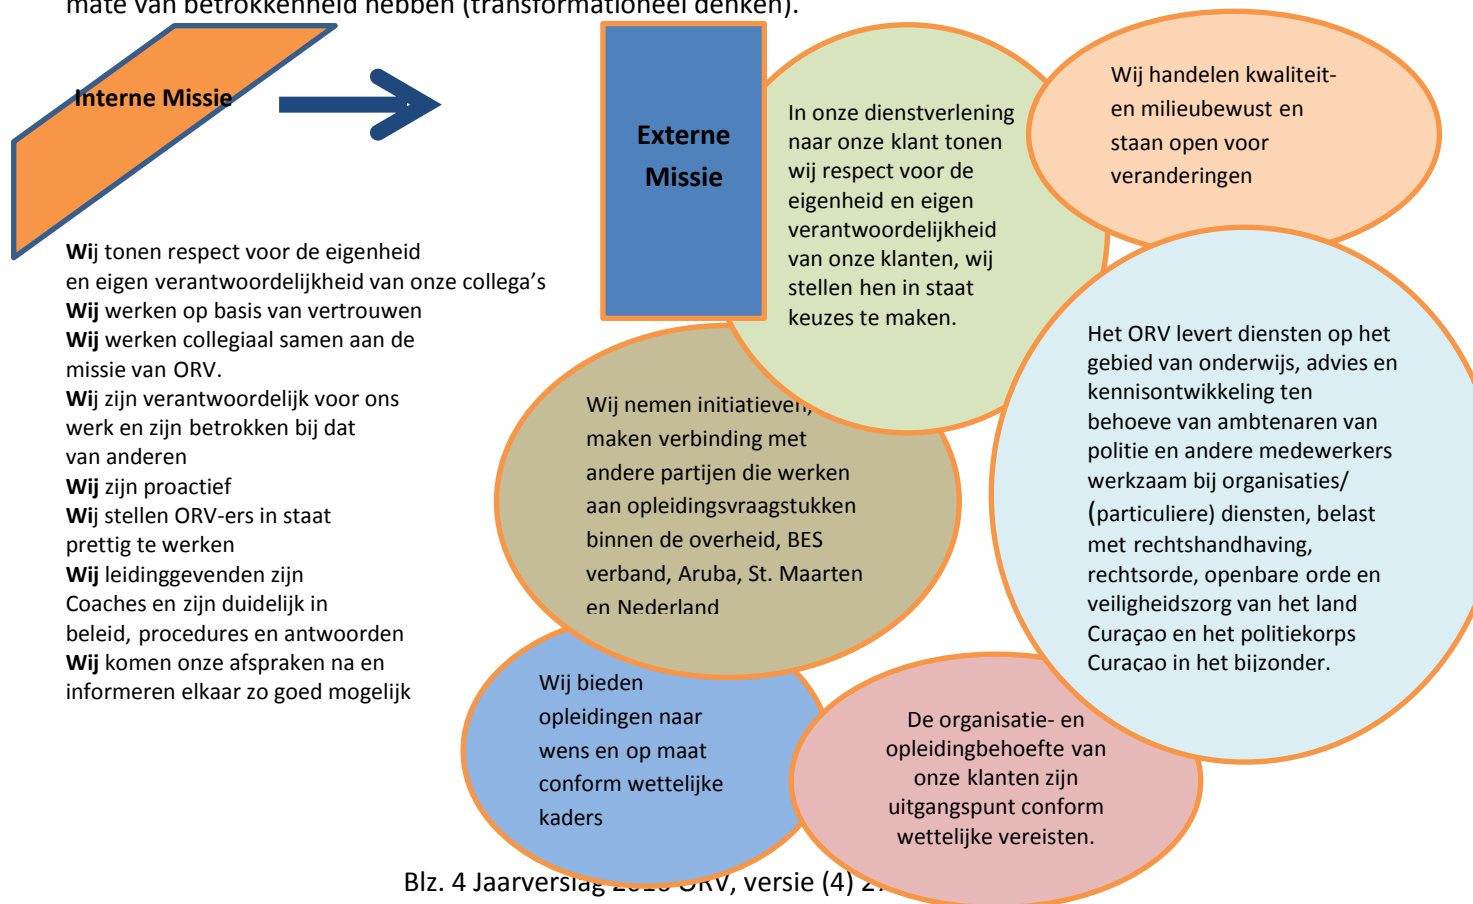 mate van betrokkenheid hebben (transformationeel denken).
Interne Missie
Wij tonen respect voor de eigenheid
en eigen verantwoordelijkheid van onze collega's
Wij werken op basis van vertrouwen
Wij werken collegiaal samen aan de
missie van ORV.
Wij zijn verantwoordelijk voor ons
werk en zijn betrokken bij dat
van anderen
Wij zijn proactief
Wij stellen ORV-ers in staat
prettig te werken
Wij leidinggevenden zijn
Coaches en zijn duidelijk in
beleid, procedures en antwoorden
Wij komen onze afspraken na en
informeren elkaar zo goed mogelijk
Externe
Missie
In onze dienstverlening
naar onze klant tonen
wij respect voor de
eigenheid en eigen
verantwoordelijkheid
van onze klanten, wij
stellen hen in staat
keuzes te maken.
Wij handelen kwaliteit-
en milieubewust en
staan open voor
veranderingen
Het ORV levert diensten op het
gebied van onderwijs, advies en
kennisontwikkeling ten
behoeve van ambtenaren van
politie en andere medewerkers
werkzaam bij organisaties/
(particuliere) diensten, belast
met rechtshandhaving,
rechtsorde, openbare orde en
veiligheidszorg van het land
Curaçao en het politiekorps
Curaçao in het bijzonder.
Wij nemen initiatieven,
maken verbinding met
andere partijen die werken
aan opleidingsvraagstukken
binnen de overheid, BES
verband, Aruba, St. Maarten
en Nederland
Wij bieden
opleidingen naar
wens en op maat
conform wettelijke
kaders
De organisatie- en
opleidingbehoefte van
onze klanten zijn
uitgangspunt conform
wettelijke vereisten.
Blz. 4 Jaarverslag ORV, versie (4)